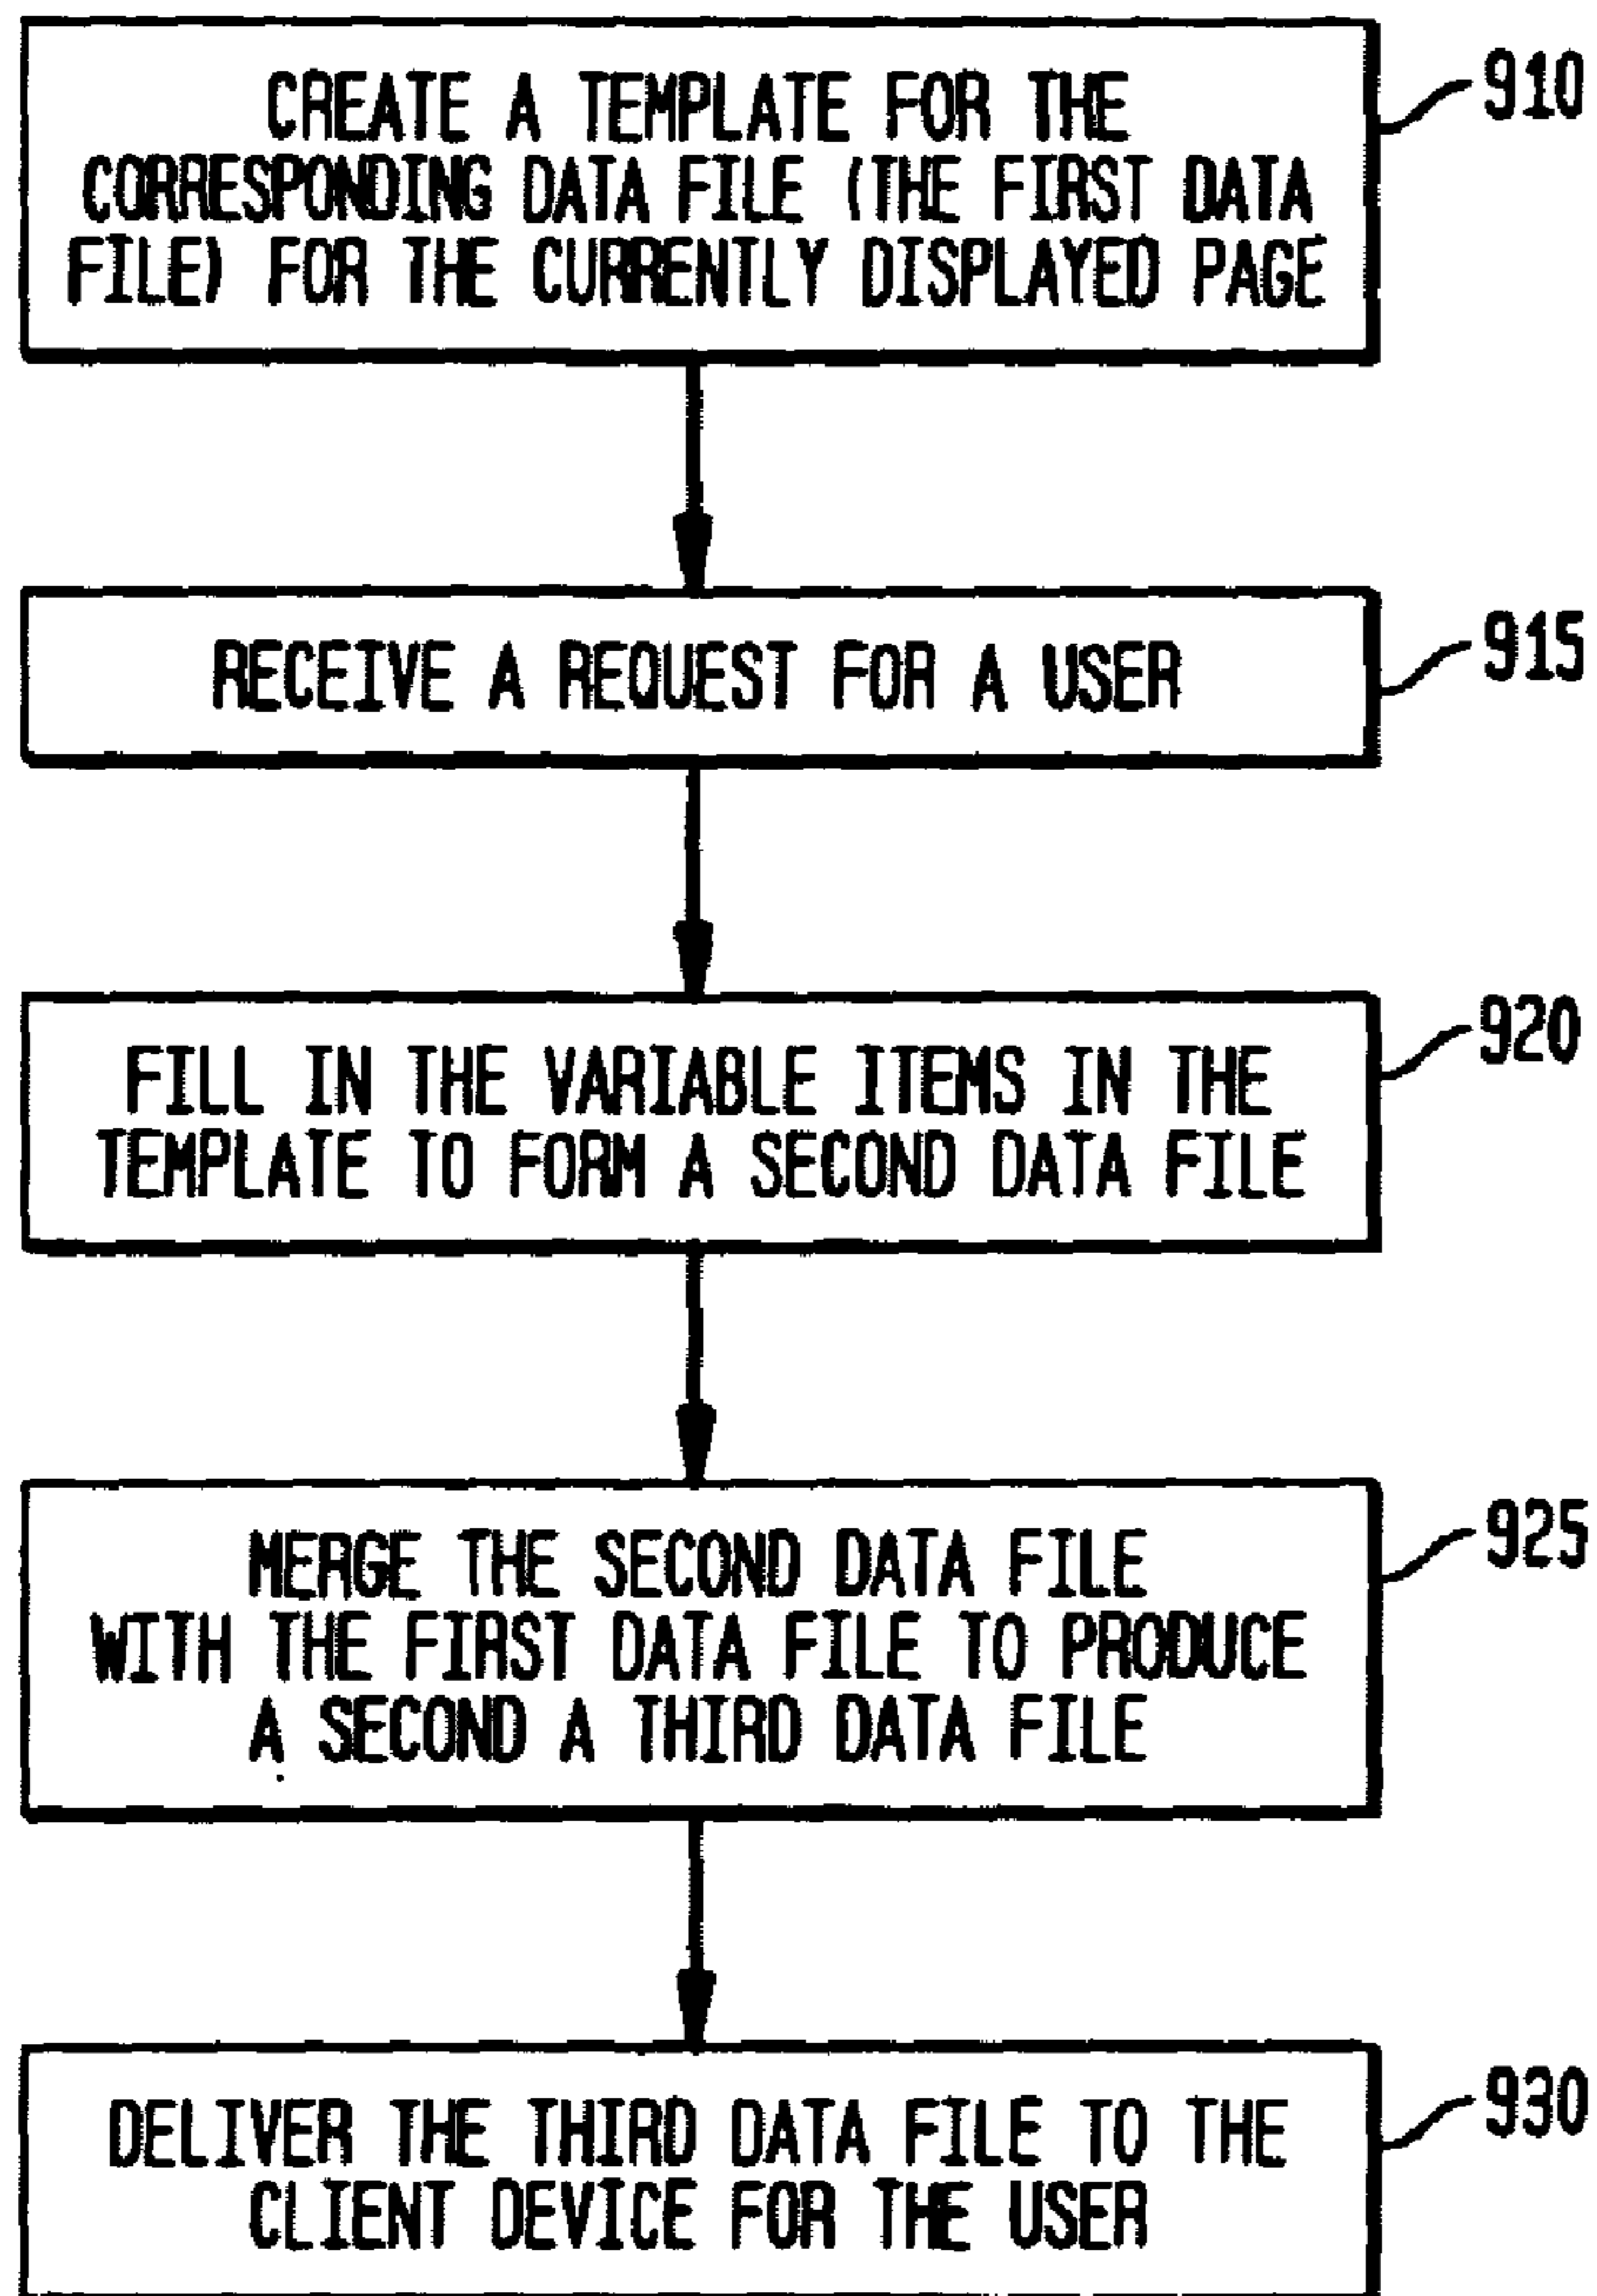 CREATE A TEMPLATE FOR THE
CORRESPONDING DATA FILE (THE FIRST DATA
FILE) FOR THE CURRENTLY DISPLAYED PAGE
910
RECEIVE A REQUEST FOR A USER
915
FILL IN THE VARIABLE ITEMS IN THE
TEMPLATE TO FORM A SECOND DATA FILE
920
MERGE THE SECOND DATA FILE
WITH THE FIRST DATA FILE TO PRODUCE
A SECOND A THIRD DATA FILE
925
DELIVER THE THIRD DATA FILE TO THE
CLIENT DEVICE FOR THE USER
930